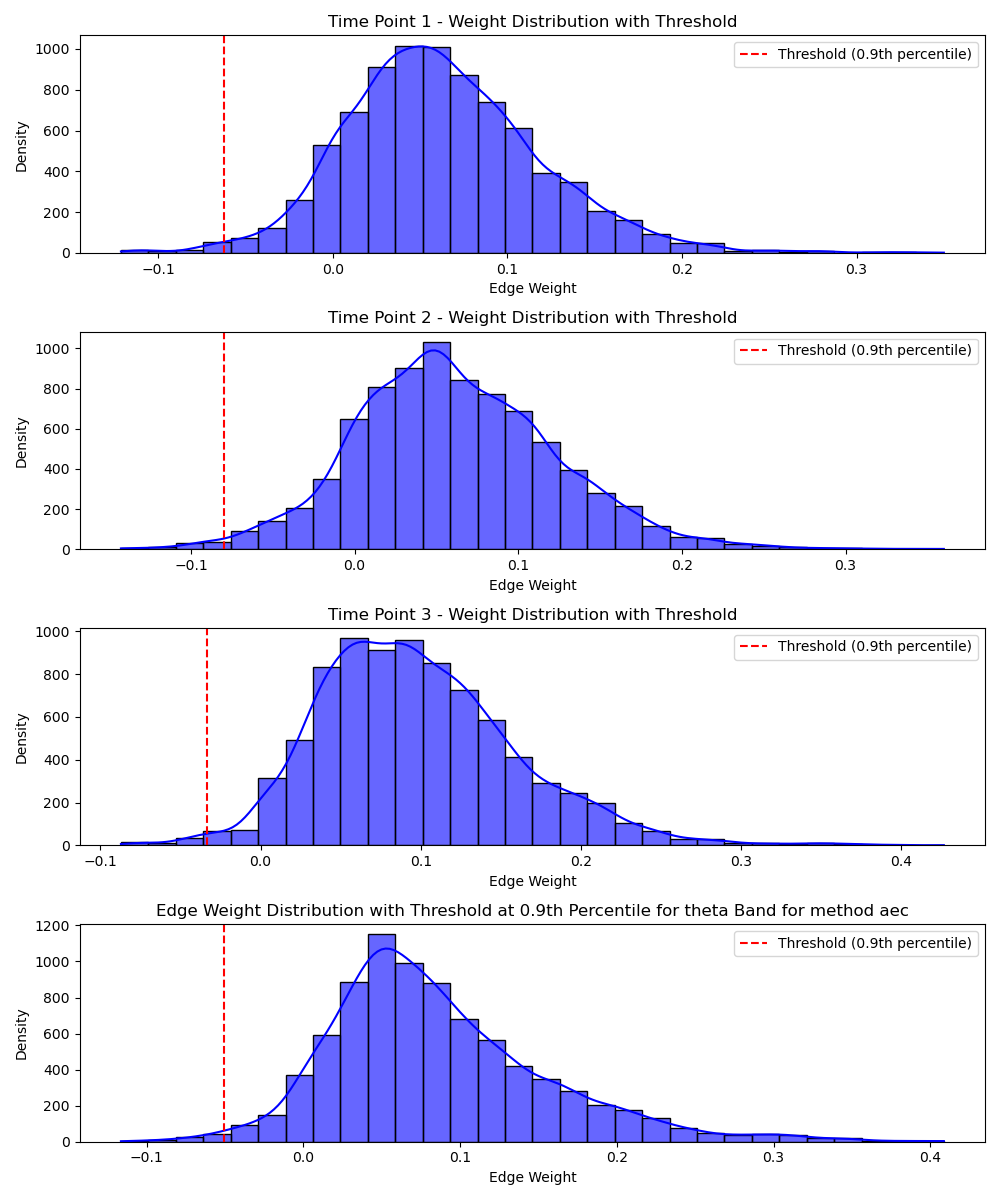 Time Point 1 - Weight Distribution with Threshold
1000
800
600
400
200
0
Density
Threshold (0.9th percentile)
−0.1 0.0 0.1 0.2 0.3
Edge Weight
Time Point 2 - Weight Distribution with Threshold
1000
800
600
400
200
0
Density
Threshold (0.9th percentile)
−0.1 0.0 0.1 0.2 0.3
Edge Weight
Time Point 3 - Weight Distribution with Threshold
1000
800
600
400
200
0
Density
Threshold (0.9th percentile)
−0.1 0.0 0.1 0.2 0.3 0.4
Edge Weight
Edge Weight Distribution with Threshold at 0.9th Percentile for theta Band for method aec
1200
1000
800
600
400
200
0
Density
Threshold (0.9th percentile)
−0.1 0.0 0.1 0.2 0.3 0.4
Edge Weight